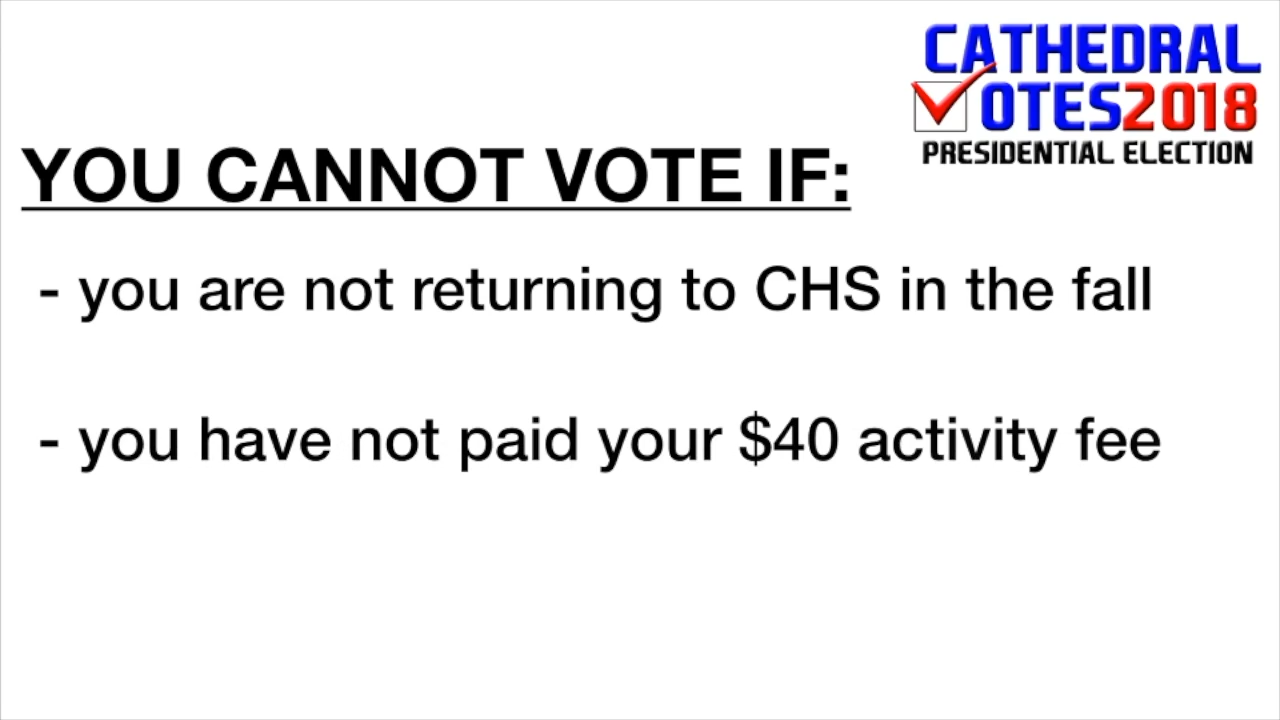 CATHEDRAL
VOTES2018
PRESIDENTIAL ELECTION
YOU CANNOT VOTE IF:
- you are not returning to CHS in the fall
- you have not paid your $40 activity fee